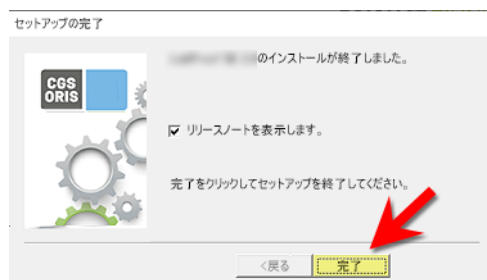 セットアップの完了
CGS
ORIS
のインストールが終了しました。
リリースノートを表示します。
完了をクリックしてセットアップを終了してください。
<戻る
完了